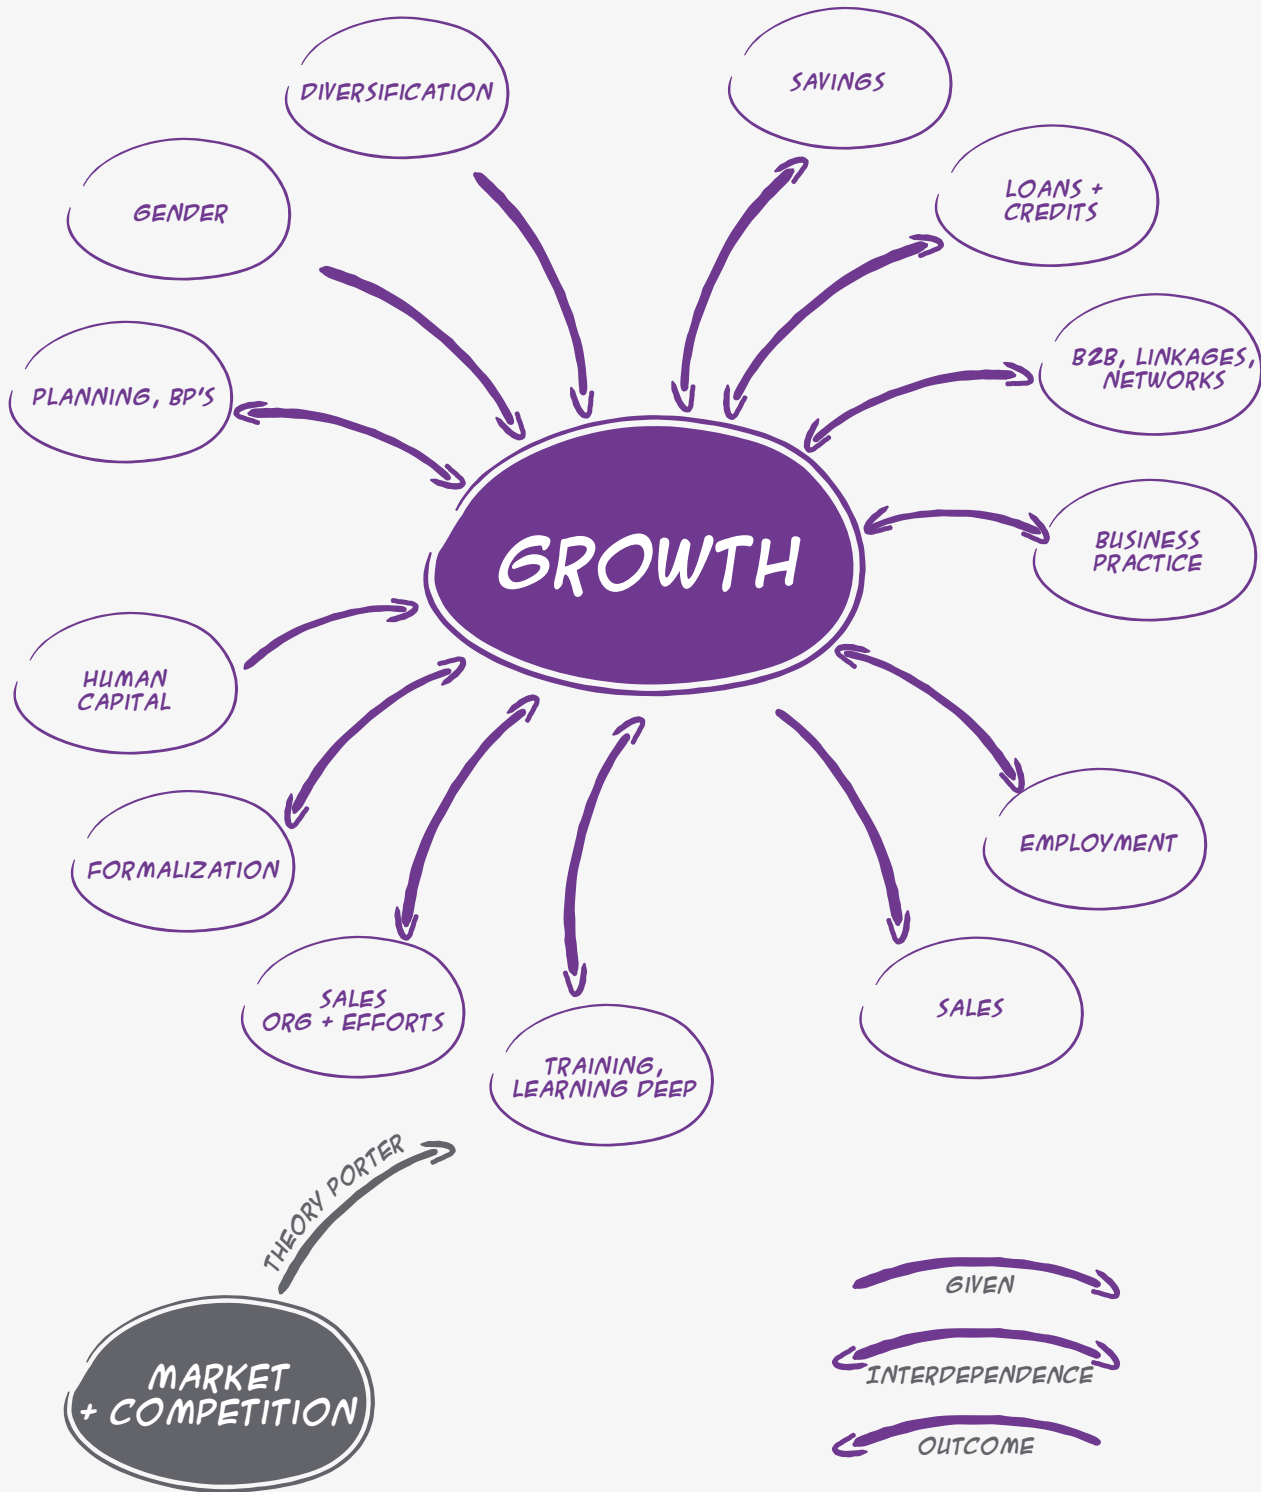 DIVERSIFICATION
SAVINGS
GENDER
LOANS +
CREDITS
PLANNING, BP'S
B2B, LINKAGES,
NETWORKS
GROWTH
BUSINESS
PRACTICE
HUMAN
CAPITAL
FORMALIZATION
EMPLOYMENT
SALES
ORG + EFFORTS
SALES
TRAINING,
LEARNING DEEP
THEORY PORTER
MARKET
+ COMPETITION
GIVEN
INTERDEPENDENCE
OUTCOME